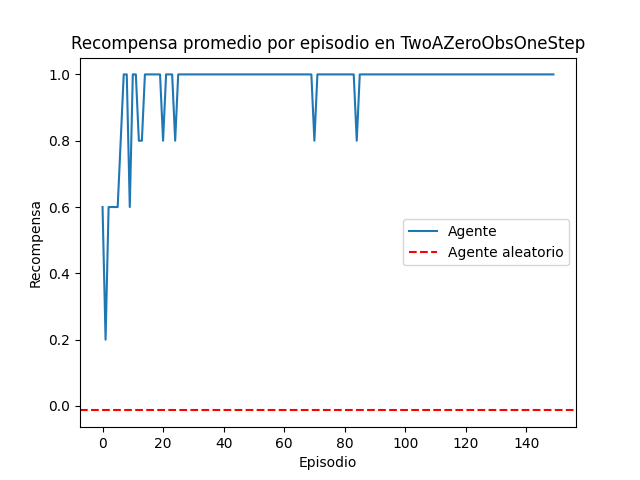 Recompensa promedio por episodio en TwoAZeroObsOneStep
1.0
0.8
0.6
0.4
0.2
0.0
Recompensa
Agente
Agente aleatorio
0 20 40 60 80 100 120 140
Episodio